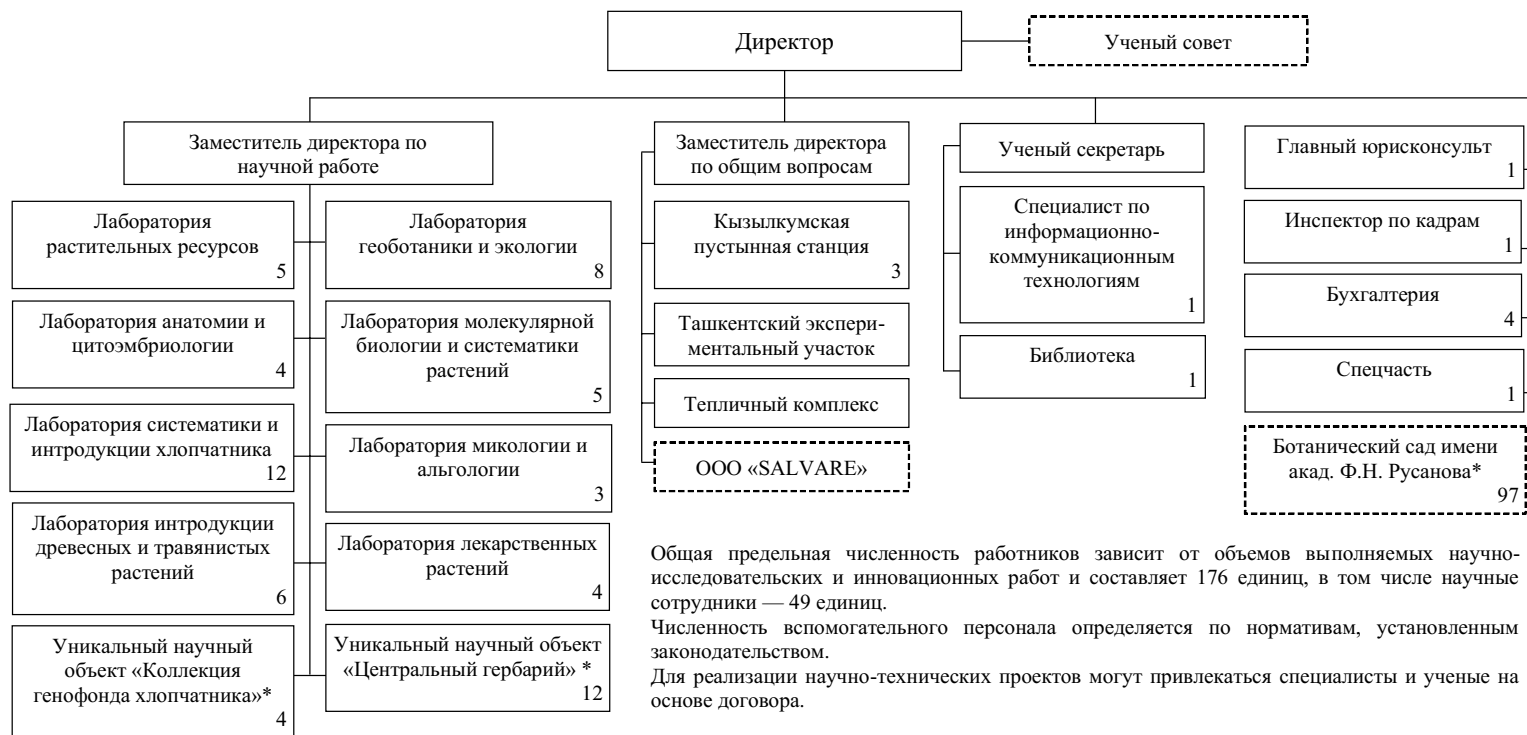 Директор
Ученый совет
Заместитель директора по
научной работе
Лаборатория
растительных ресурсов
5
Лаборатория
геоботаники и экологии
8
Лаборатория анатомии и
цитоэмбриологии
4
Лаборатория молекулярной
биологии и систематики
растений
5
Лаборатория систематики и
интродукции хлопчатника
12
Лаборатория микологии и
альгологии
3
Лаборатория интродукции
древесных и травянистых
растений
6
Лаборатория лекарственных
растений
4
Уникальный научный
объект «Коллекция
генофонда хлопчатника»*
4
Уникальный научный объект
«Центральный гербарий» *
12
Заместитель директора
по общим вопросам
Кызылкумская
пустынная станция
3
Ташкентский экспери-
ментальный участок
Тепличный комплекс
ООО «SALVARE»
Ученый секретарь
Специалист по
информационно-
коммуникационным
технологиям
1
Библиотека
1
Главный юрисконсульт
1
Инспектор по кадрам
1
Бухгалтерия
4
Спецчасть
1
Ботанический сад имени
акад. Ф.Н. Русанова*
97
Общая предельная численность работников зависит от объемов выполняемых научно-
исследовательских и инновационных работ и составляет 176 единиц, в том числе научные
сотрудники — 49 единиц.
Численность вспомогательного персонала определяется по нормативам, установленным
законодательством.
Для реализации научно-технических проектов могут привлекаться специалисты и ученые на
основе договора.